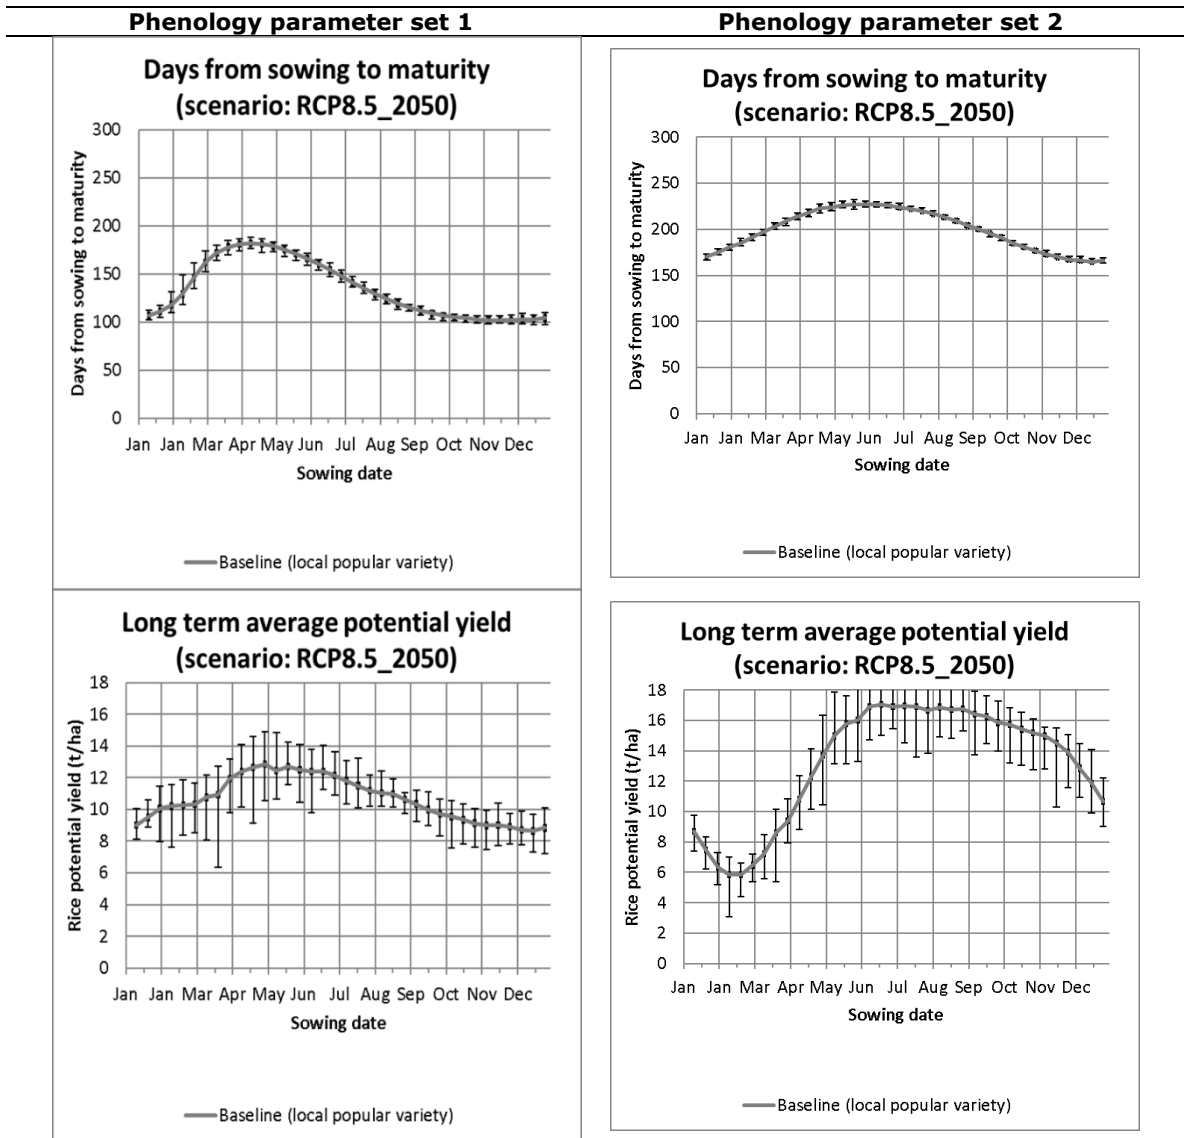 Phenology parameter set 1
Phenology parameter set 2
Days from sowing to maturity
(scenario: RCP8.5_2050)
Days from sowing to maturity
300
250
200
150
100
50
0
Jan Jan Mar Apr May Jun Jul Aug Sep Oct Nov Dec
Sowing date
Baseline (local popular variety)
Days from sowing to maturity
(scenario: RCP8.5_2050)
Days from sowing to maturity
300
250
200
150
100
50
0
Jan Jan Mar Apr May Jun Jul Aug Sep Oct Nov Dec
Sowing date
Baseline (local popular variety)
Long term average potential yield
(scenario: RCP8.5_2050)
Rice potential yield (t/ha)
18
16
14
12
10
8
6
4
2
0
Jan Jan Mar Apr May Jun Jul Aug Sep Oct Nov Dec
Sowing date
Baseline (local popular variety)
Long term average potential yield
(scenario: RCP8.5_2050)
Rice potential yield (t/ha)
18
16
14
12
10
8
6
4
2
0
Jan Jan Mar Apr May Jun Jul Aug Sep Oct Nov Dec
Sowing date
Baseline (local popular variety)